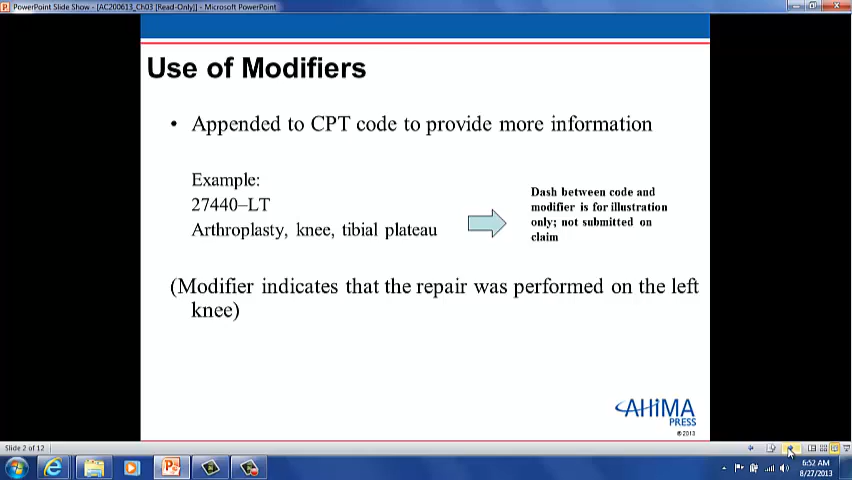 PowerPoint Slide Show - [AC200613_Ch03 [Read-Only]] - Microsoft PowerPoint
Use of Modifiers
• Appended to CPT code to provide more information
Example:
27440–LT
Arthroplasty, knee, tibial plateau
Dash between code and
modifier is for illustration
only; not submitted on
claim
(Modifier indicates that the repair was performed on the left
knee)
AHIMA
PRESS
© 2013
Slide 2 of 12
6:52 AM
8/27/2013